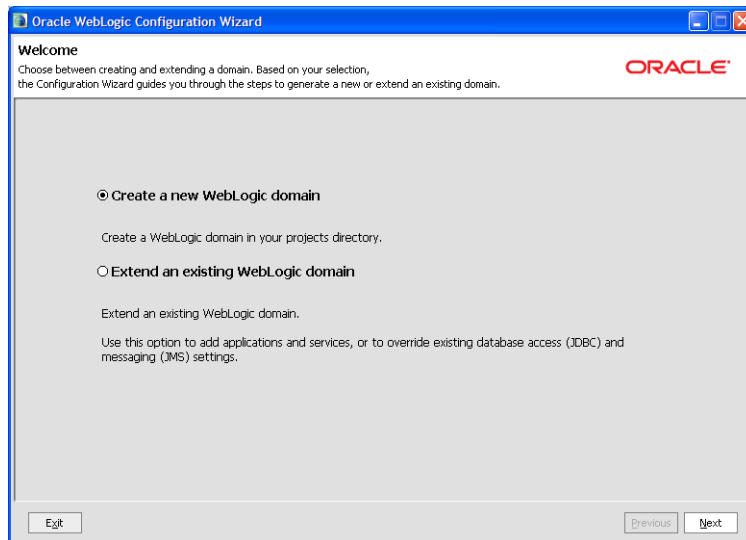 Oracle WebLogic Configuration Wizard
Welcome
Choose between creating and extending a domain. Based on your selection,
the Configuration Wizard guides you through the steps to generate a new or extend an existing domain.
ORACLE
Create a new WebLogic domain
Create a WebLogic domain in your projects directory.
Extend an existing WebLogic domain
Extend an existing WebLogic domain.
Use this option to add applications and services, or to override existing database access (JDBC) and
messaging (JMS) settings.
Exit
Previous
Next